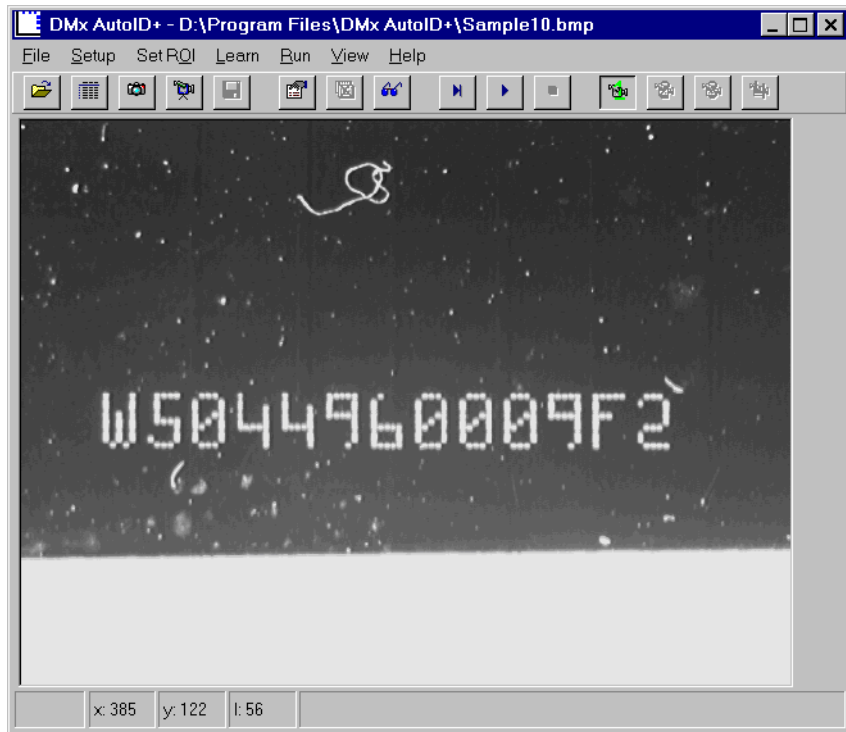 DMx AutoID+ - D:\Program Files\DMx AutoID+\Sample10.bmp
File Setup Set ROI Learn Run View Help
W5044960009F2
x: 385 y: 122 I: 56